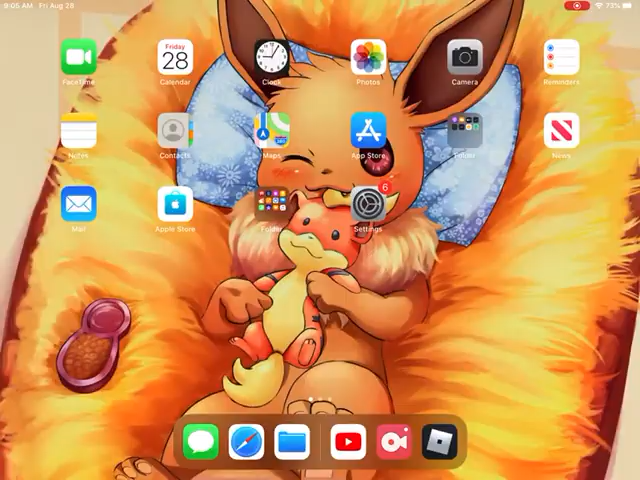 9:05 AM Fri Aug 28
73%
Friday
28
FaceTime
Calendar
Clock
Photos
Camera
Reminders
Notes
Contacts
Maps
App Store
Folder
News
6
Mail
Apple Store
Folder
Settings